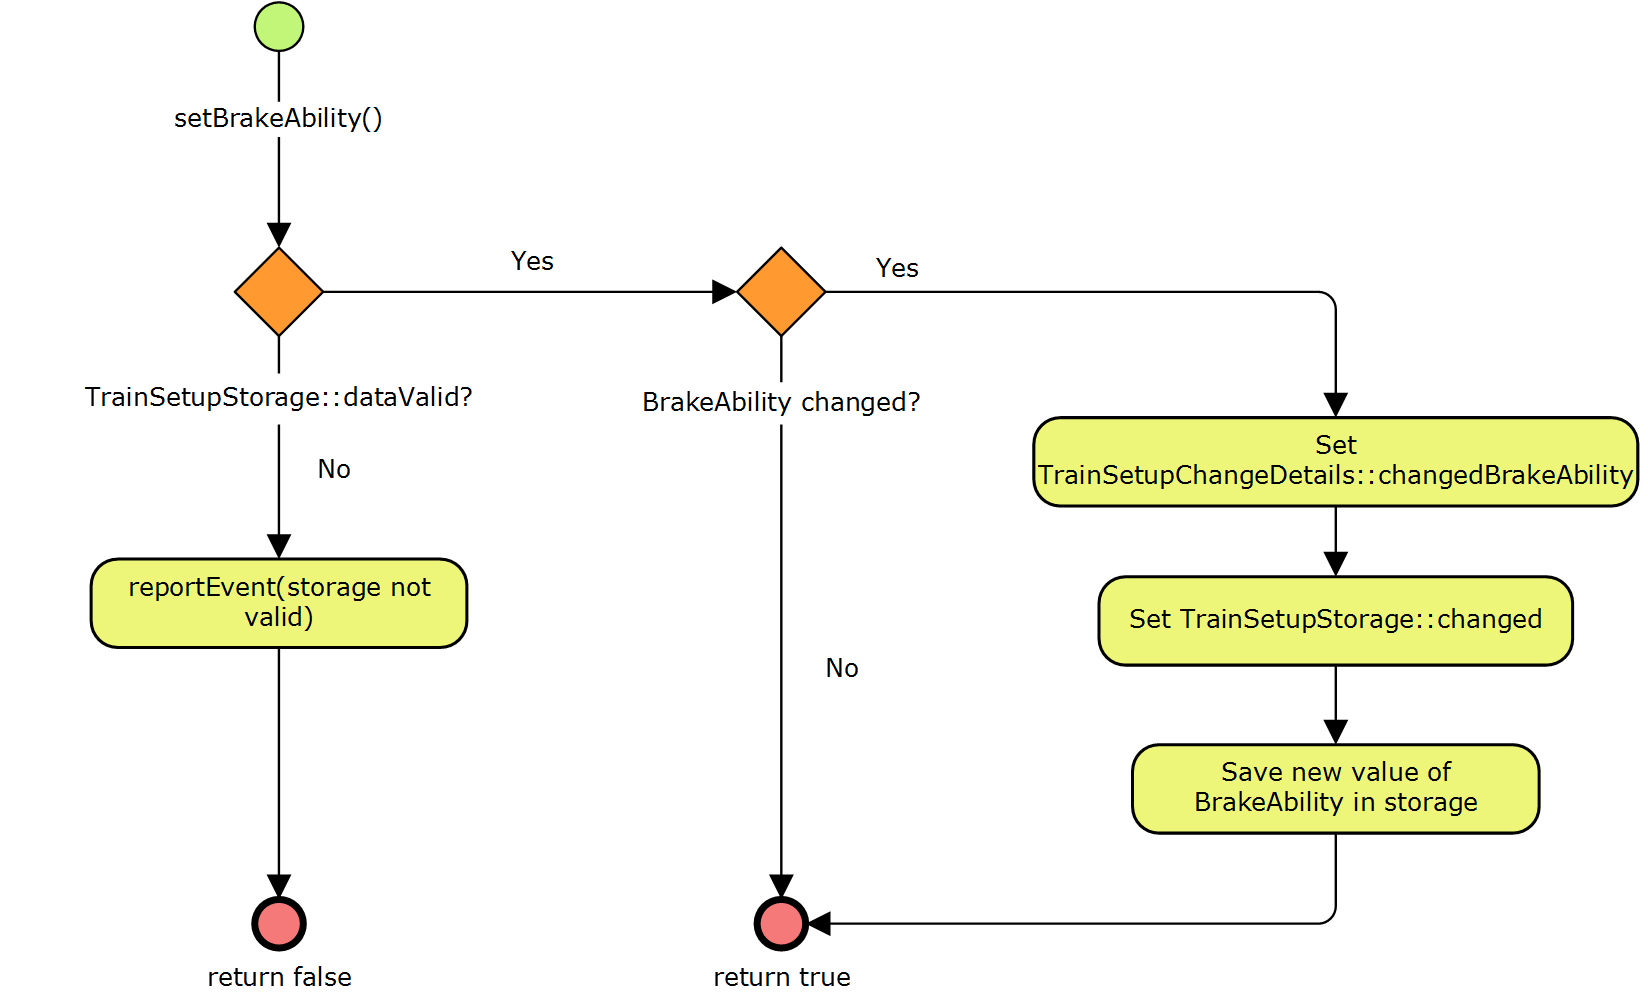 setBrakeAbility()
Yes
Yes
TrainSetupStorage::dataValid?
BrakeAbility changed?
No
Set
TrainSetupChangeDetails::changedBrakeAbility
reportEvent(storage not
valid)
Set TrainSetupStorage::changed
No
Save new value of
BrakeAbility in storage
return false
return true